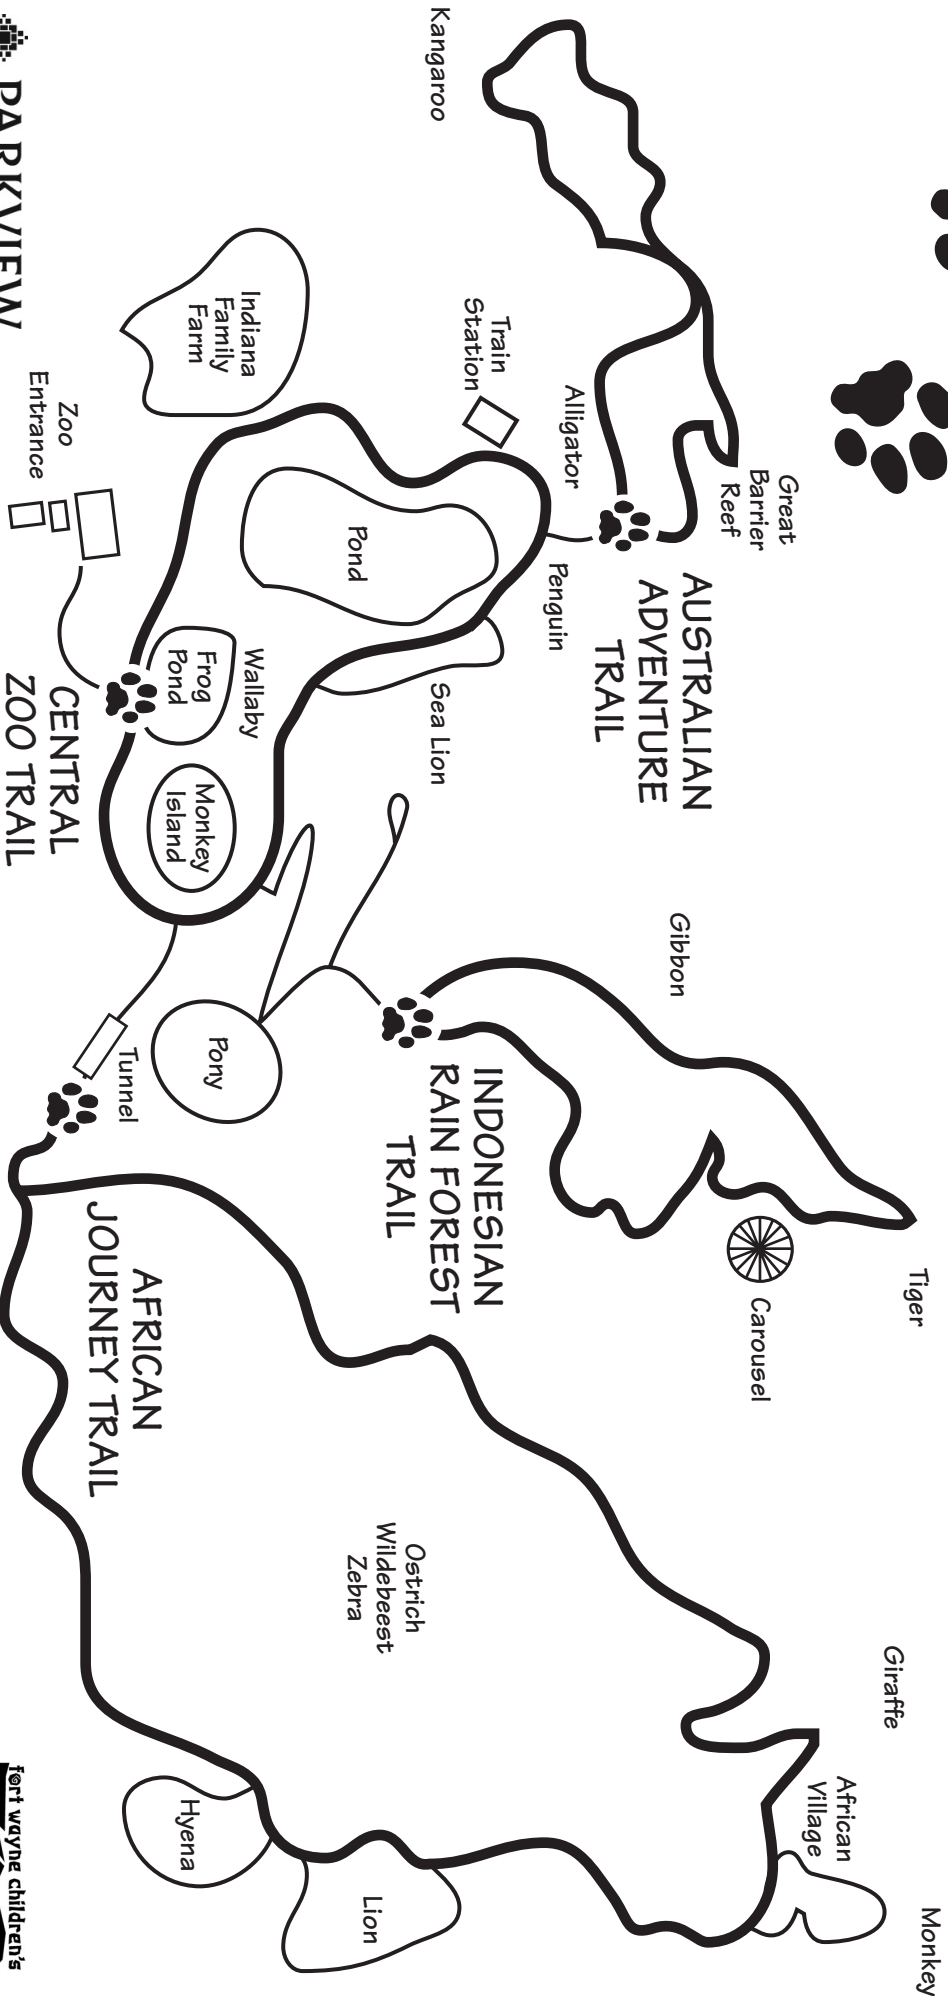 Kangaroo
Great
Barrier
Reef
Alligator
Train
Station
Penguin
AUSTRALIAN
ADVENTURE
TRAIL
Indiana
Family
Farm
Zoo
Entrance
Pond
Wallaby
Frog
Pond
Sea Lion
Monkey
Island
CENTRAL
ZOO TRAIL
PARKVIEW
Gibbon
Tiger
Carousel
INDONESIAN
RAIN FOREST
TRAIL
Pony
Tunnel
AFRICAN
JOURNEY TRAIL
Ostrich
Wildebeest
Zebra
Giraffe
African
Village
Monkey
Lion
Hyena
fort wayne children's